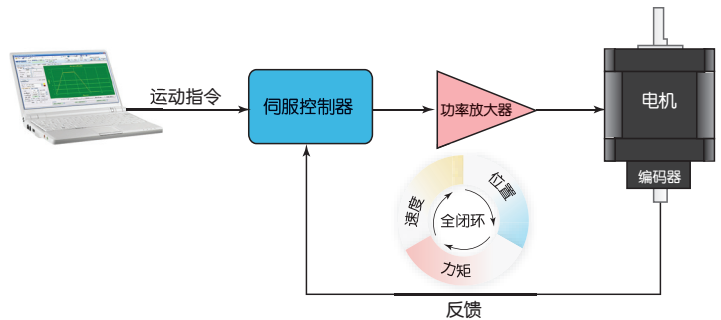 运动指令
伺服控制器
功率放大器
电机
编码器
位置
速度
全闭环
力矩
反馈